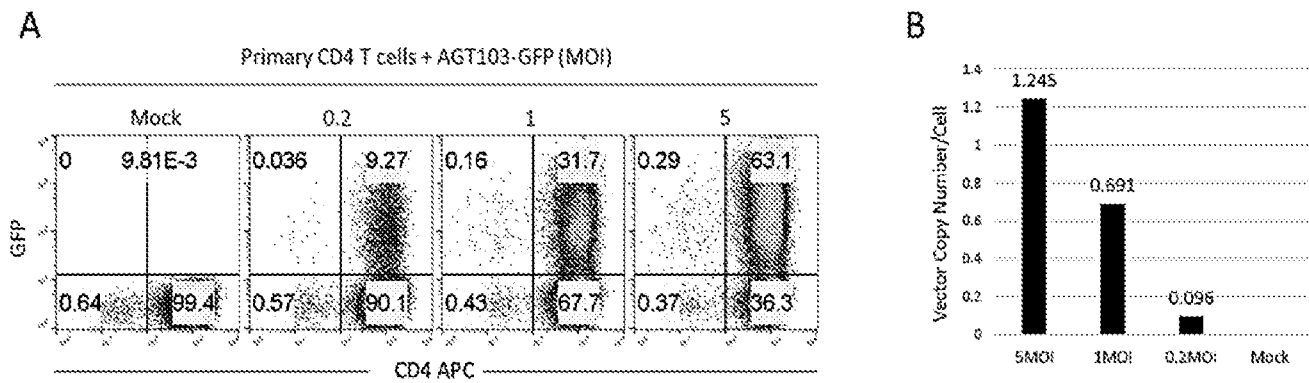 A
Primary CD4 T cells + AGT103-GFP (MOI)
Mock 0.2 1 5
0 9.81E-3 0.036 9.27 0.16 31.7 0.29 63.1
GFP
0.64 99.4 0.57 90.1 0.43 67.7 0.37 36.3
CD4 APC
B
Vector Copy Number/Cell
1.4
1.2
1
0.8
0.6
0.4
0.2
0
1.245
0.691
0.096
5MOI 1MOI 0.2MOI Mock